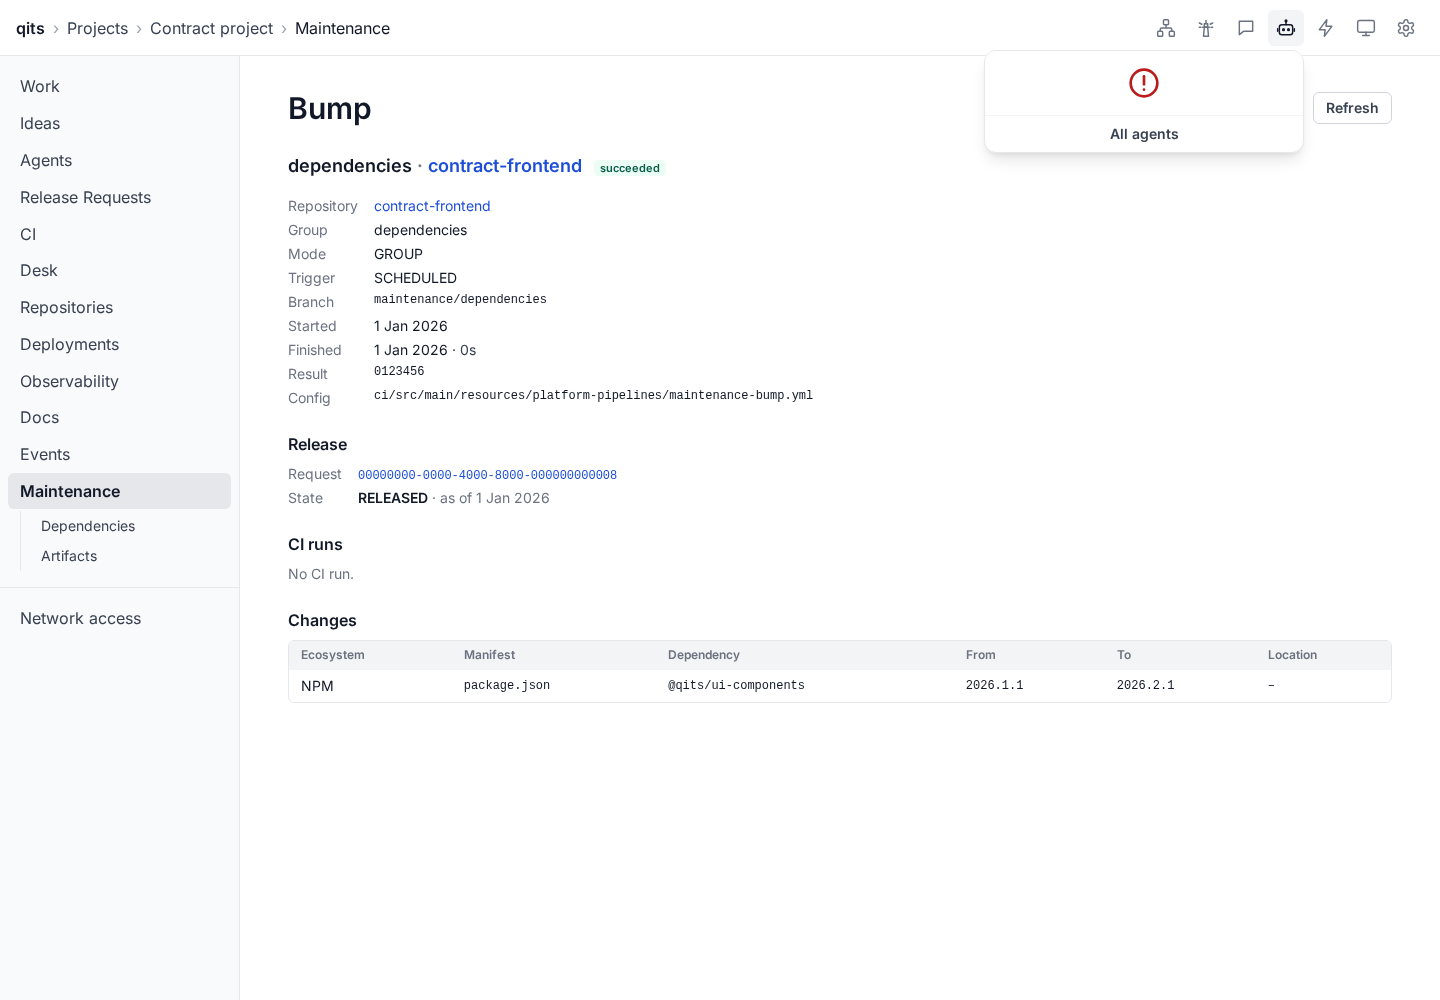 qits › Projects › Contract project › Maintenance
Work
Ideas
Agents
Release Requests
CI
Desk
Repositories
Deployments
Observability
Docs
Events
Maintenance
Dependencies
Artifacts
Network access
All agents
Bump
Refresh
dependencies · contract-frontend succeeded
Repository contract-frontend
Group dependencies
Mode GROUP
Trigger SCHEDULED
Branch maintenance/dependencies
Started 1 Jan 2026
Finished 1 Jan 2026 · 0s
Result 0123456
Config ci/src/main/resources/platform-pipelines/maintenance-bump.yml
Release
Request 00000000-0000-4000-8000-000000000008
State RELEASED · as of 1 Jan 2026
CI runs
No CI run.
Changes
Ecosystem Manifest Dependency From To Location
NPM package.json @qits/ui-components 2026.1.1 2026.2.1 –